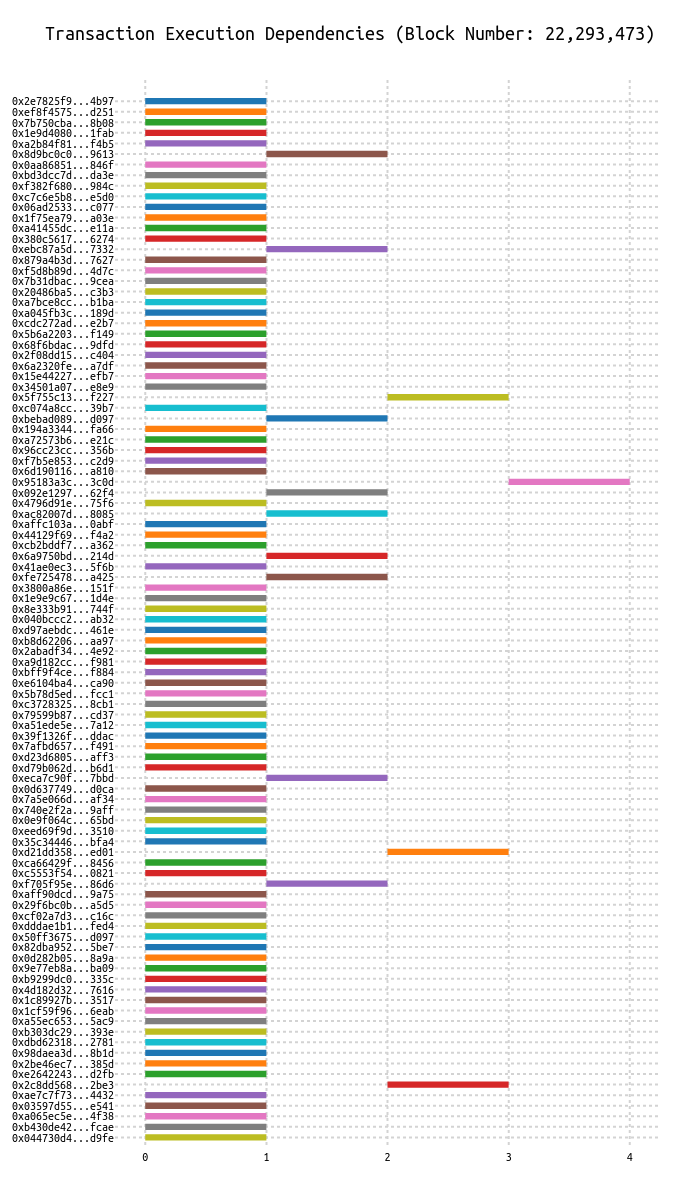 Transaction Execution Dependencies (Block Number: 22,293,473)
0x2e7825f9...4b97
0xef8f4575...d251
0x7b750cba...8b08
0x1e9d4080...1fab
0xa2b84f81...f4b5
0x8d9bc0c0...9613
0x0aa86851...846f
0xbd3dcc7d...da3e
0xf382f680...984c
0xc7c6e5b8...e5d0
0x06ad2533...c077
0x1f75ea79...a03e
0xa41455dc...e11a
0x380c5617...6274
0xebc87a5d...7332
0x879a4b3d...7627
0xf5d8b89d...4d7c
0x7b31dbac...9cea
0x20486ba5...c3b3
0xa7bce8cc...b1ba
0xa045fb3c...189d
0xcdc272ad...e2b7
0x5b6a2203...f149
0x68f6bdac...9dfd
0x2f08dd15...c404
0x6a2320fe...a7df
0x15e44227...efb7
0x34501a07...e8e9
0x5f755c13...f227
0xc074a8cc...39b7
0xbebad089...d097
0x194a3344...fa66
0xa72573b6...e21c
0x96cc23cc...356b
0xf7b5e853...c2d9
0x6d190116...a810
0x95183a3c...3c0d
0x092e1297...62f4
0x4796d91e...75f6
0xac82007d...8085
0xaffc103a...0abf
0x44129f69...f4a2
0xcb2bddf7...a362
0x6a9750bd...214d
0x41ae0ec3...5f6b
0xfe725478...a425
0x3800a86e...151f
0x1e9e9c67...1d4e
0x8e333b91...744f
0x040bccc2...ab32
0xd97aebdc...461e
0xb8d62206...aa97
0x2abadf34...4e92
0xa9d182cc...f981
0xbff9f4ce...f884
0xe6104ba4...ca90
0x5b78d5ed...fcc1
0xc3728325...8cb1
0x79599b87...cd37
0xa51ede5e...7a12
0x39f1326f...ddac
0x7afbd657...f491
0xd23d6805...aff3
0xd79b062d...b6d1
0xeca7c90f...7bbd
0x0d637749...d0ca
0x7a5e066d...af34
0x740e2f2a...9aff
0x0e9f064c...65bd
0xeed69f9d...3510
0x35c34446...bfa4
0xd21dd358...ed01
0xca66429f...8456
0xc5553f54...0821
0xf705f95e...86d6
0xaff90dcd...9a75
0x29f6bc0b...a5d5
0xcf02a7d3...c16c
0xdddae1b1...fed4
0x50ff3675...d097
0x82dba952...5be7
0x0d282b05...8a9a
0x9e77eb8a...ba09
0xb9299dc0...335c
0x4d182d32...7616
0x1c89927b...3517
0x1cf59f96...6eab
0xa55ec653...5ac9
0xb303dc29...393e
0xdbd62318...2781
0x98daea3d...8b1d
0x2be46ec7...385d
0xe2642243...d2fb
0x2c8dd568...2be3
0xae7c7f73...4432
0x03597d55...e541
0xa065ec5e...4f38
0xb430de42...fcae
0x044730d4...d9fe
0 1 2 3 4